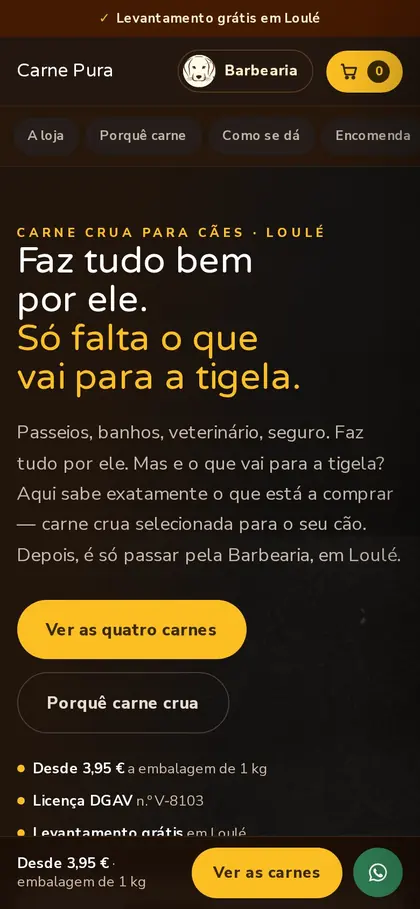 ✓ Levantamento grátis em Loulé
Carne Pura
Barbearia
0
A loja
Porquê carne
Como se dá
Encomenda
CARNE CRUA PARA CÃES · LOULÉ
Faz tudo bem
por ele.
Só falta o que
vai para a tigela.
Passeios, banhos, veterinário, seguro. Faz
tudo por ele. Mas e o que vai para a tigela?
Aqui sabe exatamente o que está a comprar
— carne crua selecionada para o seu cão.
Depois, é só passar pela Barbearia, em Loulé.
Ver as quatro carnes
Porquê carne crua
Desde 3,95 € a embalagem de 1 kg
Licença DGAV n.º V-8103
Levantamento grátis em Loulé
Desde 3,95 € ·
embalagem de 1 kg
Ver as carnes